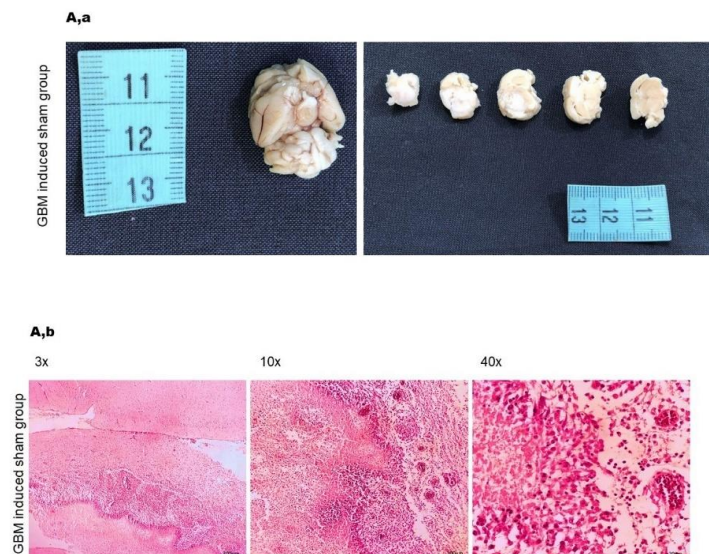 A,a
GBM induced sham group
11
12
13
13
12
11
A,b
3x
10x
40x
GBM induced sham group